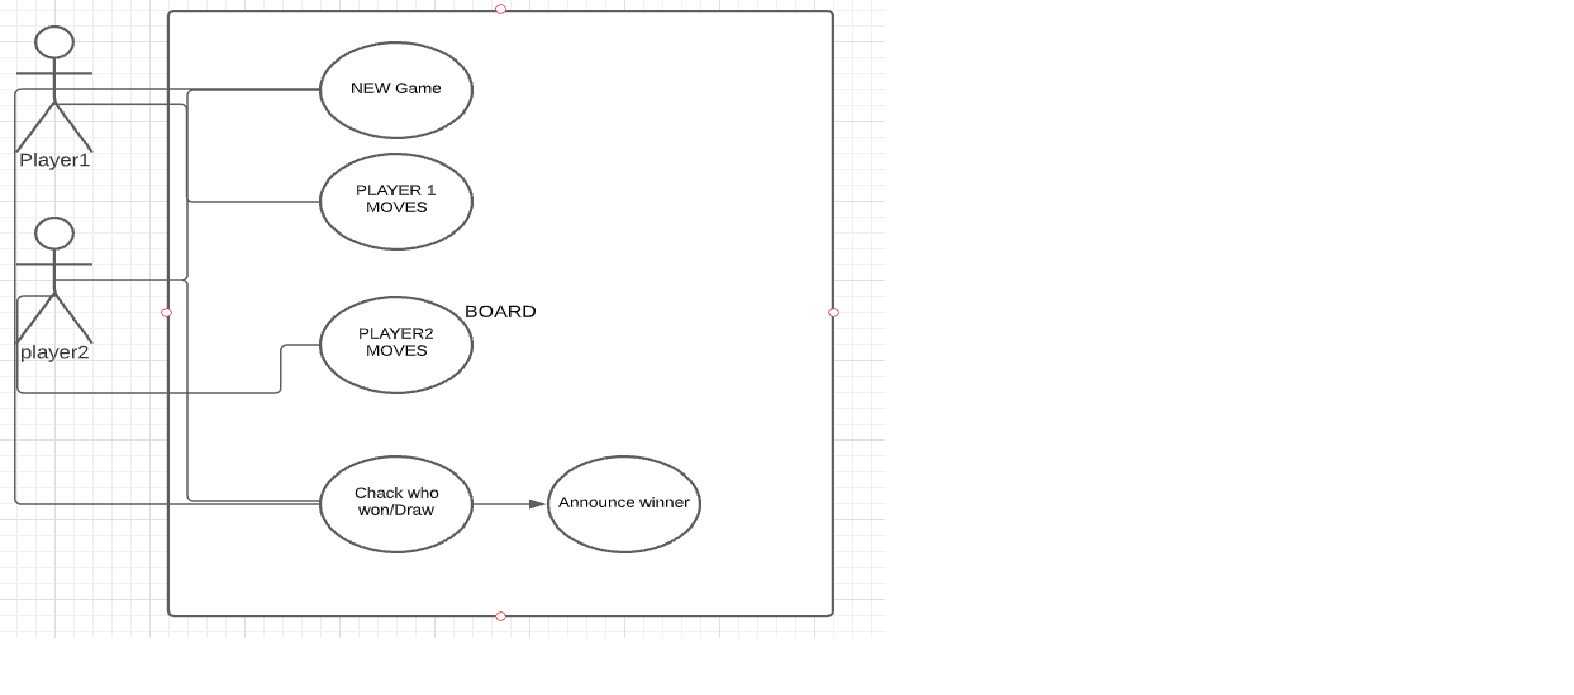 NEW Game
Player1
PLAYER 1
MOVES
BOARD
PLAYER2
MOVES
player2
Chack who
won/Draw
Announce winner